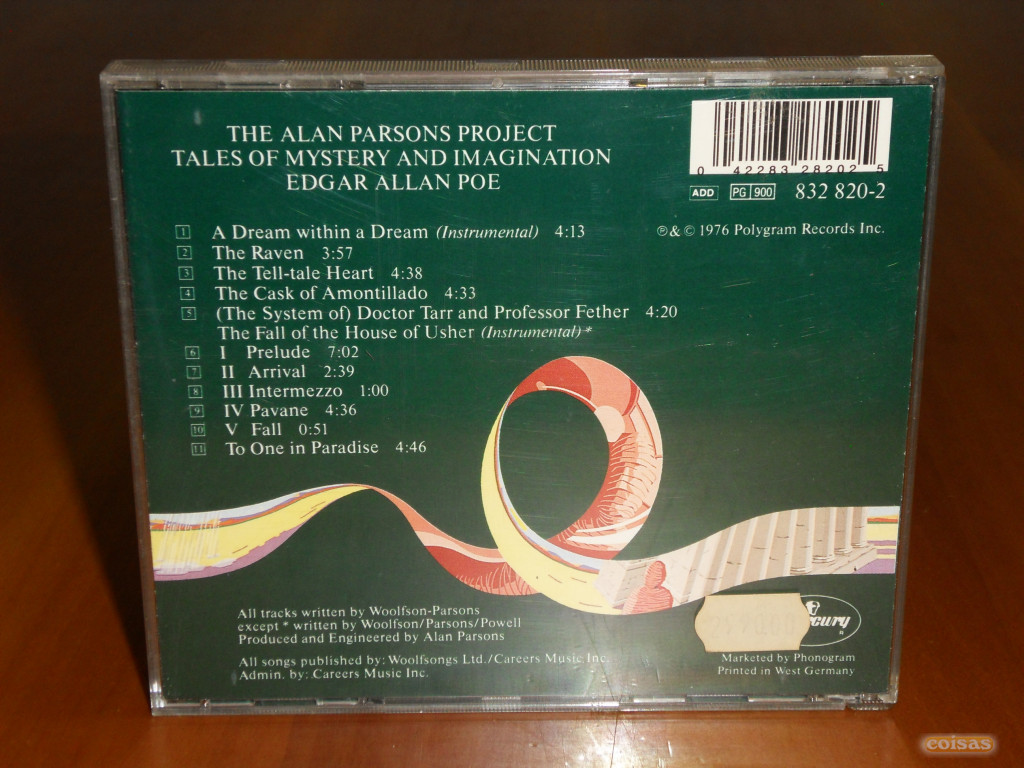 THE ALAN PARSONS PROJECT
TALES OF MYSTERY AND IMAGINATION
EDGAR ALLAN POE
0 42283 28202 5
ADD PG 900 832 820-2
℗ & © 1976 Polygram Records Inc.
1 A Dream within a Dream (Instrumental) 4:13
2 The Raven 3:57
3 The Tell-tale Heart 4:38
4 The Cask of Amontillado 4:33
5 (The System of) Doctor Tarr and Professor Fether 4:20
The Fall of the House of Usher (Instrumental)*
6 I Prelude 7:02
7 II Arrival 2:39
8 III Intermezzo 1:00
9 IV Pavane 4:36
10 V Fall 0:51
11 To One in Paradise 4:46
All tracks written by Woolfson-Parsons
except * written by Woolfson/Parsons/Powell
Produced and Engineered by Alan Parsons
All songs published by: Woolfsongs Ltd./Careers Music Inc.
Admin. by: Careers Music Inc.
Marketed by Phonogram
Printed in West Germany
coisas